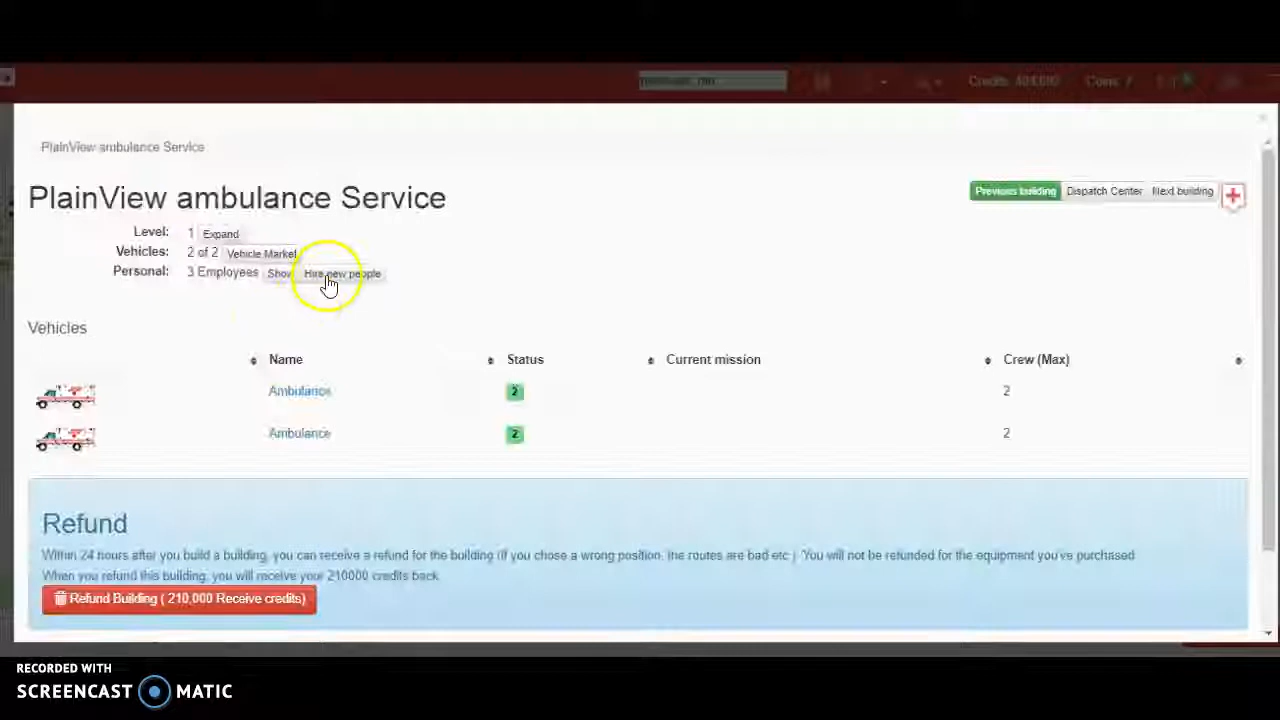 Coins
PlainView ambulance Service
PlainView ambulance Service
Previous building Dispatch Center Next building
Level: 1 Expand
Vehicles: 2 of 2 Vehicle Market
Personal: 3 Employees Show Hire new people
Vehicles
Name Status Current mission Crew (Max)
Ambulance 2 2
Ambulance 2 2
Refund
Within 24 hours after you build a building, you can receive a refund for the building (If you chose a wrong position, the routes are bad etc.). You will not be refunded for the equipment you've purchased.
When you refund this building, you will receive your 210000 credits back.
Refund Building ( 210,000 Receive credits)
RECORDED WITH
SCREENCAST MATIC